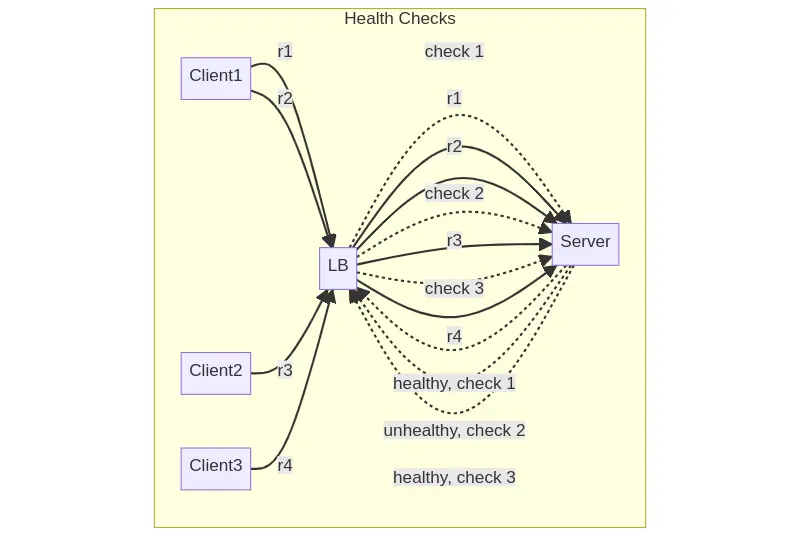 Health Checks
r1
check 1
Client1
r2
r1
r2
check 2
r3
Server
LB
check 3
r4
Client2
r3
healthy, check 1
unhealthy, check 2
Client3
r4
healthy, check 3